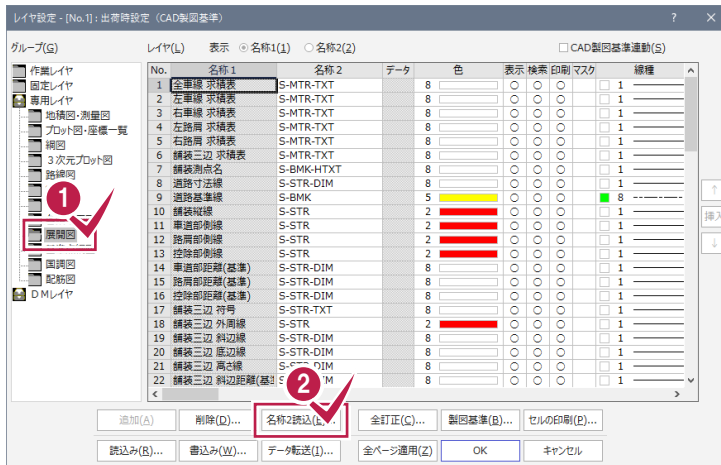 レイヤ設定 - [No.1] : 出荷時設定（CAD製図基準） ? ×
グループ(G) レイヤ(L) 表示 名称1(1) 名称2(2) CAD製図基準連動(S)
作業レイヤ
固定レイヤ
専用レイヤ
地積図・測量図
プロット図・座標一覧
網図
３次元プロット図
路線図
1
展開図
国調図
配筋図
ＤＭレイヤ
No. 名称1 名称2 データ 色 表示 検索 印刷 マスク 線種
1 全車線 求積表 S-MTR-TXT 8 ○ ○ ○ 1
2 左車線 求積表 S-MTR-TXT 8 ○ ○ ○ 1
3 右車線 求積表 S-MTR-TXT 8 ○ ○ ○ 1
4 左路肩 求積表 S-MTR-TXT 8 ○ ○ ○ 1
5 右路肩 求積表 S-MTR-TXT 8 ○ ○ ○ 1
6 舗装三辺 求積表 S-MTR-TXT 8 ○ ○ ○ 1
7 舗装測点名 S-BMK-HTXT 8 ○ ○ ○ 1
8 道路寸法線 S-STR-DIM 8 ○ ○ ○ 1
9 道路基準線 S-BMK 5 ○ ○ ○ 8
10 舗装縦線 S-STR 2 ○ ○ ○ 1
11 車道部側線 S-STR 2 ○ ○ ○ 1
12 路肩部側線 S-STR 2 ○ ○ ○ 1
13 控除部側線 S-STR 2 ○ ○ ○ 1
14 車道部距離(基準) S-STR-DIM 8 ○ ○ ○ 1
15 路肩部距離(基準) S-STR-DIM 8 ○ ○ ○ 1
16 控除部距離(基準) S-STR-DIM 8 ○ ○ ○ 1
17 舗装三辺 符号 S-STR-TXT 8 ○ ○ ○ 1
18 舗装三辺 外周線 S-STR 2 ○ ○ ○ 1
19 舗装三辺 斜辺線 S-STR-DIM 8 ○ ○ ○ 1
20 舗装三辺 底辺線 S-STR-DIM 8 ○ ○ ○ 1
21 舗装三辺 高さ線 S-STR-DIM 8 ○ ○ ○ 1
22 舗装三辺 斜辺距離(基 8 ○ ○ ○ 1
↑
挿入
↓
2
追加(A) 削除(D)... 名称2読込(E)... 全訂正(C)... 製図基準(B)... セルの印刷(P)...
読込み(R)... 書込み(W)... データ転送(I)... 全ページ適用(Z) OK キャンセル